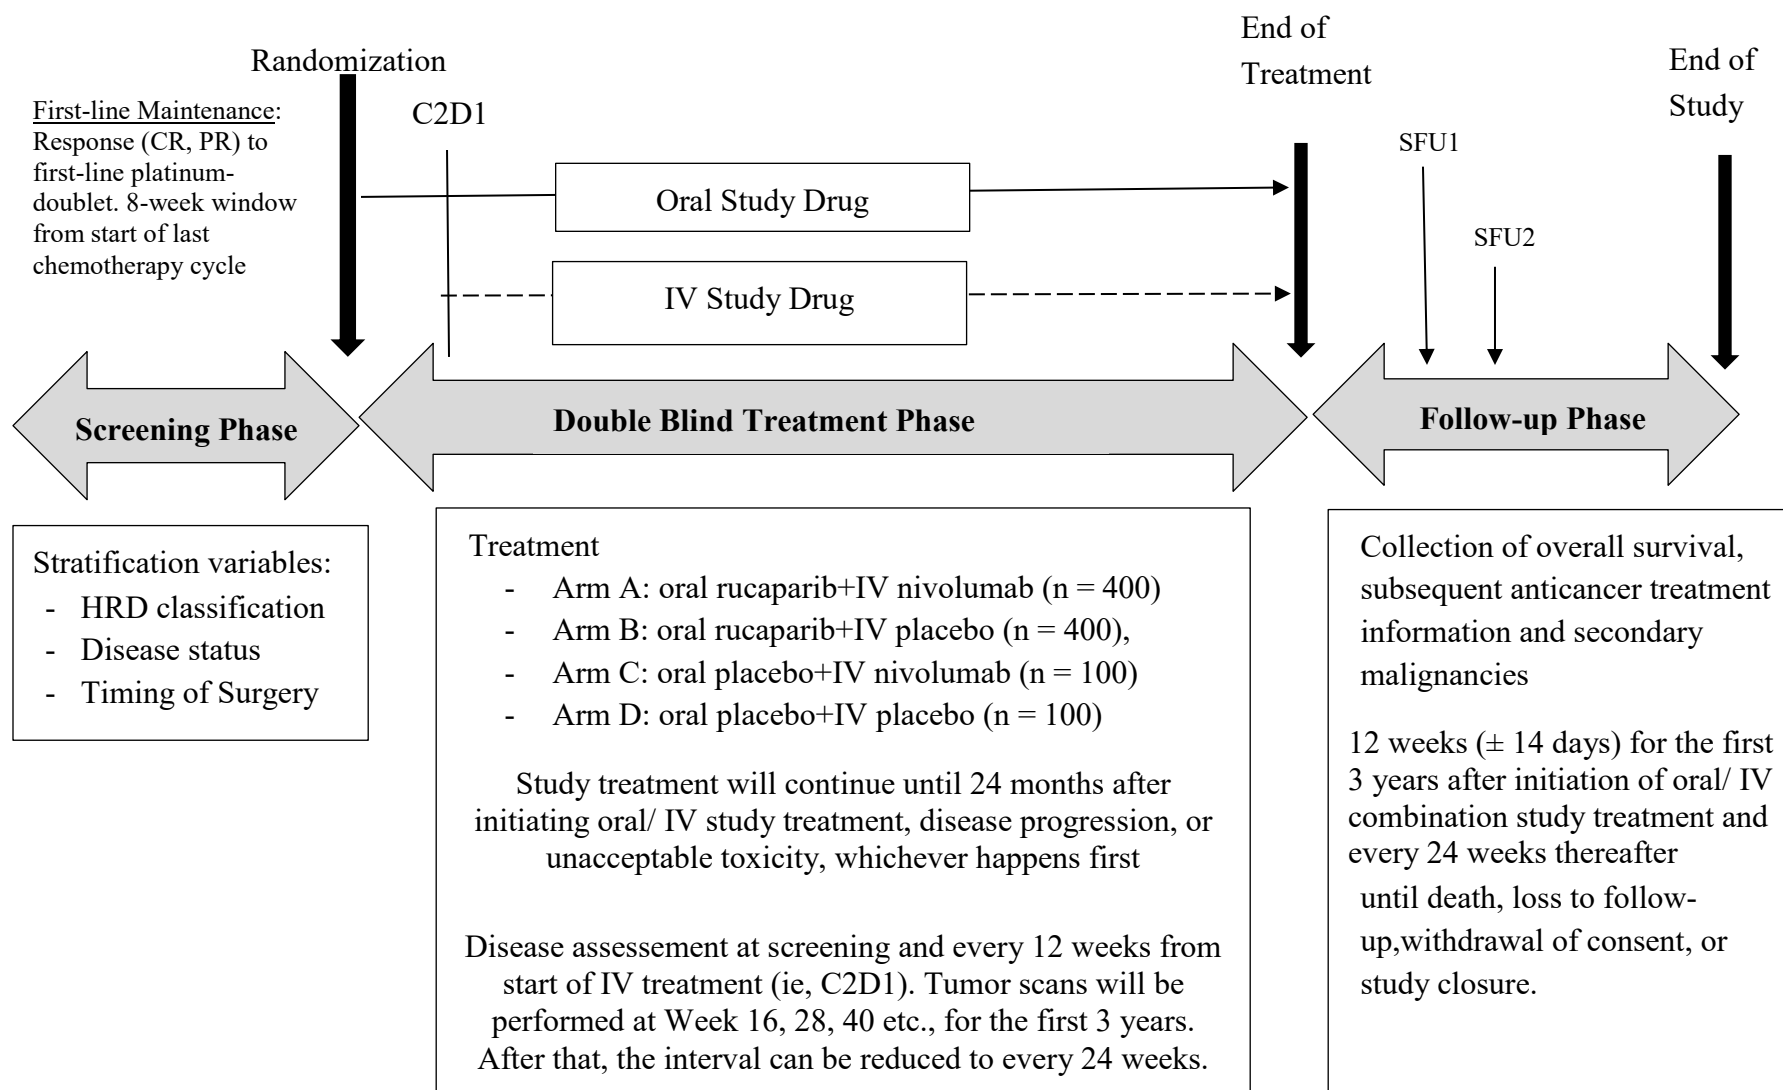 Randomization
End of
Treatment
End of
Study
First-line Maintenance:
Response (CR, PR) to
first-line platinum-
doublet. 8-week window
from start of last
chemotherapy cycle
C2D1
SFU1
SFU2
Oral Study Drug
IV Study Drug
Screening Phase
Double Blind Treatment Phase
Follow-up Phase
Stratification variables:
- HRD classification
- Disease status
- Timing of Surgery
Treatment
- Arm A: oral rucaparib+IV nivolumab (n = 400)
- Arm B: oral rucaparib+IV placebo (n = 400),
- Arm C: oral placebo+IV nivolumab (n = 100)
- Arm D: oral placebo+IV placebo (n = 100)
Study treatment will continue until 24 months after
initiating oral/ IV study treatment, disease progression, or
unacceptable toxicity, whichever happens first
Disease assessement at screening and every 12 weeks from
start of IV treatment (ie, C2D1). Tumor scans will be
performed at Week 16, 28, 40 etc., for the first 3 years.
After that, the interval can be reduced to every 24 weeks.
Collection of overall survival,
subsequent anticancer treatment
information and secondary
malignancies
12 weeks (± 14 days) for the first
3 years after initiation of oral/ IV
combination study treatment and
every 24 weeks thereafter
until death, loss to follow-
up,withdrawal of consent, or
study closure.